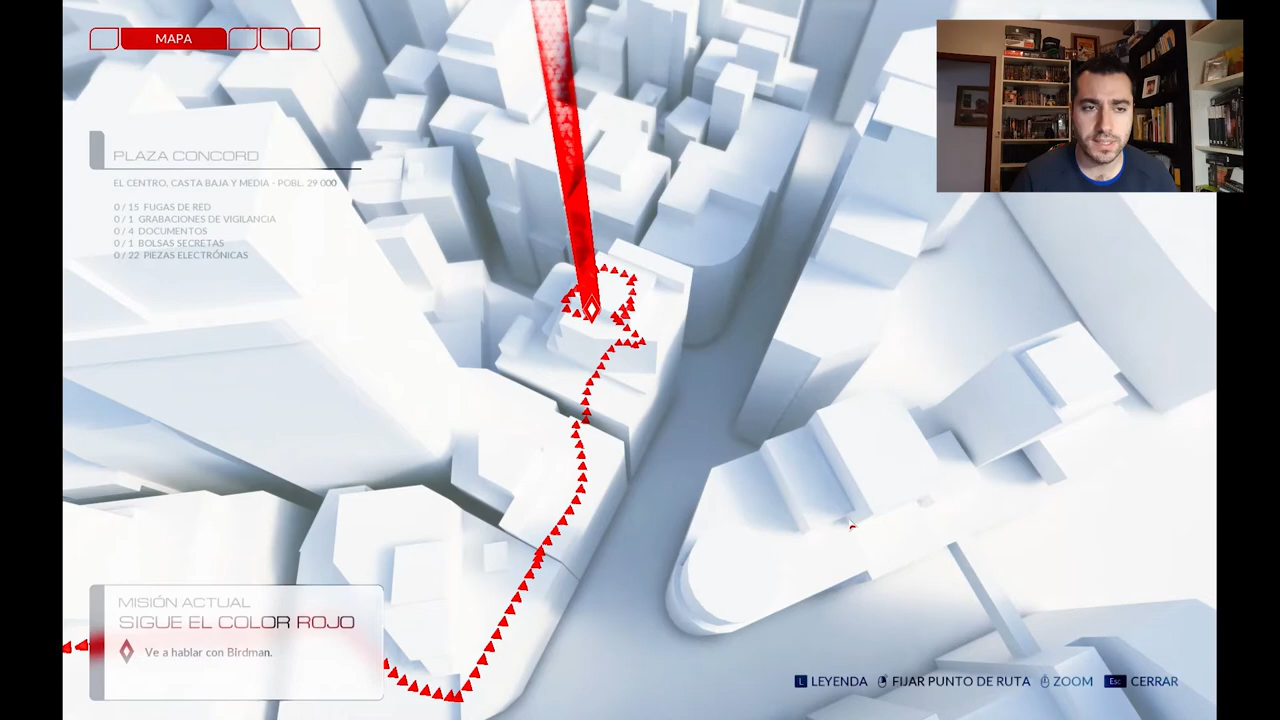 MAPA
PLAZA CONCORD
EL CENTRO, CASTA BAJA Y MEDIA - POBL. 29 000
0 / 15 FUGAS DE RED
0 / 1 GRABACIONES DE VIGILANCIA
0 / 4 DOCUMENTOS
0 / 1 BOLSAS SECRETAS
0 / 22 PIEZAS ELECTRÓNICAS
MISIÓN ACTUAL
SIGUE EL COLOR ROJO
Ve a hablar con Birdman.
L LEYENDA FIJAR PUNTO DE RUTA ZOOM Esc CERRAR